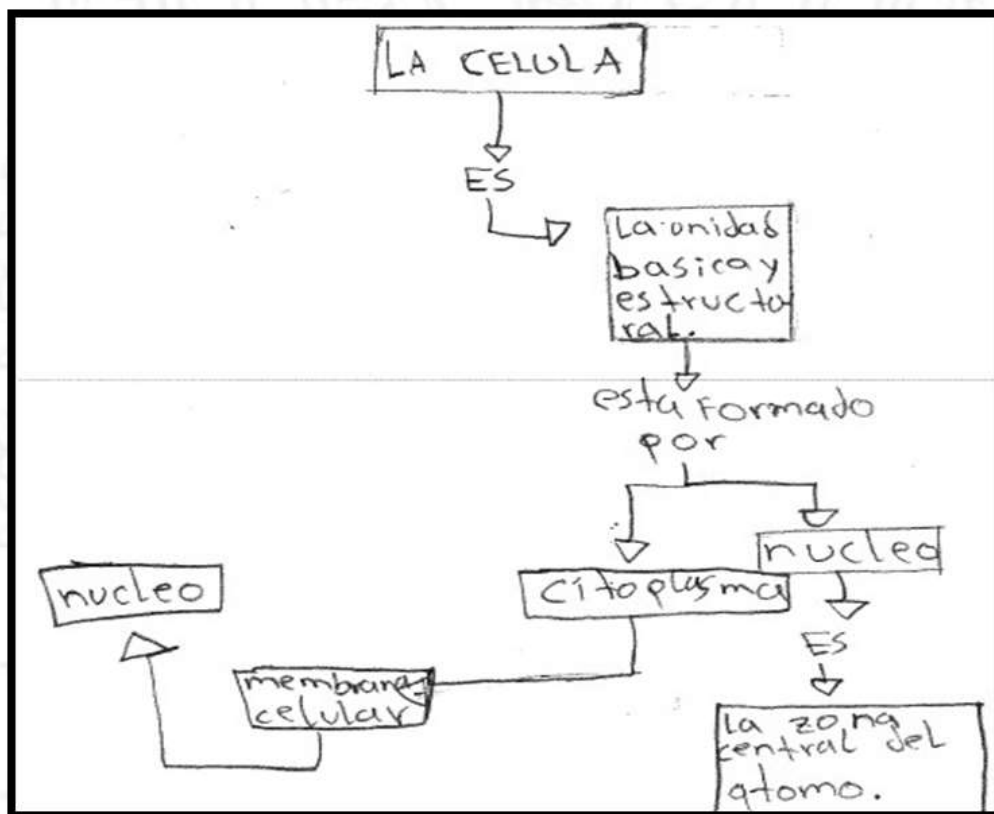 LA CELULA
ES
La unidad
basica y
estructu
ral.
esta formado
por
nucleo
citoplasma
nucleo
membrana
celular
ES
La zona
central del
atomo.